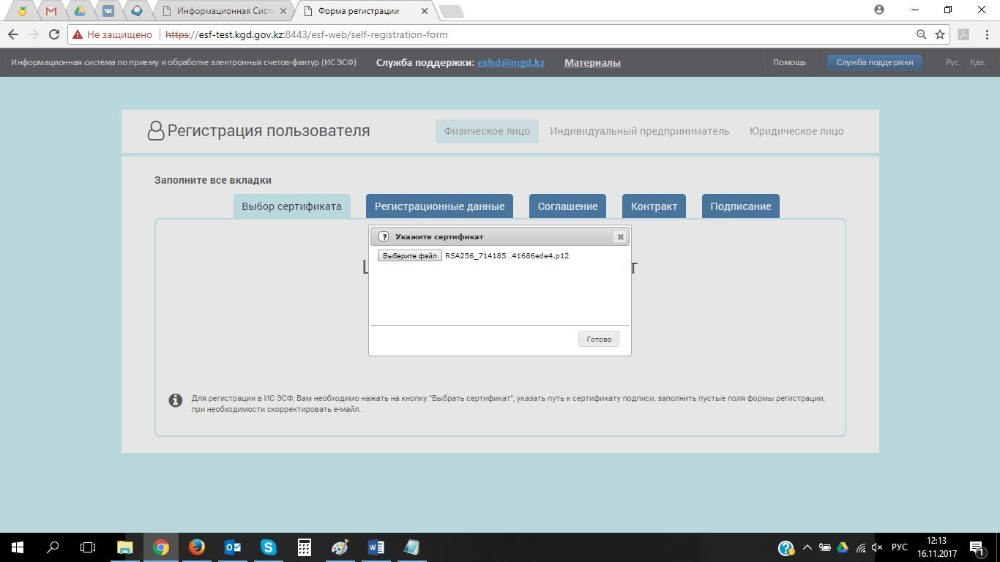 Информационная Систе
Форма регистрации
Не защищено
https://esf-test.kgd.gov.kz:8443/esf-web/self-registration-form
Информационная система по приему и обработке электронных счетов-фактур (ИС ЭСФ)
Служба поддержки: esfsd@mgd.kz
Материалы
Помощь
Служба поддержки
Рус.
Қаз.
Регистрация пользователя
Физическое лицо
Индивидуальный предприниматель
Юридическое лицо
Заполните все вкладки
Выбор сертификата
Регистрационные данные
Соглашение
Контракт
Подписание
? Укажите сертификат
Выберите файл RSA256_714185...41686ede4.p12
Готово
Для регистрации в ИС ЭСФ, Вам необходимо нажать на кнопку "Выбрать сертификат", указать путь к сертификату подписи, заполнить пустые поля формы регистрации,
при необходимости скорректировать е-майл.
РУС
12:13
16.11.2017
1